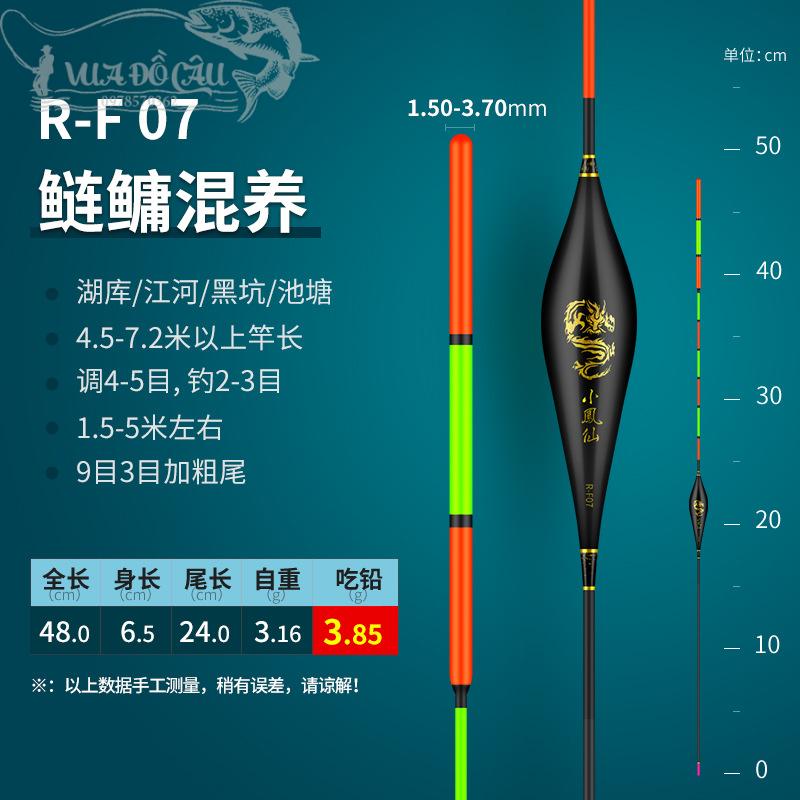 VUA ĐỒ CÂU
R-F 07
鲢鳙混养
湖库/江河/黑坑/池塘
4.5-7.2米以上竿长
调4-5目, 钓2-3目
1.5-5米左右
9目3目加粗尾
全长 身长 尾长 自重 吃铅
(cm) (cm) (cm) (g) (g)
48.0 6.5 24.0 3.16 3.85
※：以上数据手工测量，稍有误差，请谅解！
1.50-3.70mm
小鳳仙
R-F07
单位：cm
50
40
30
20
10
0